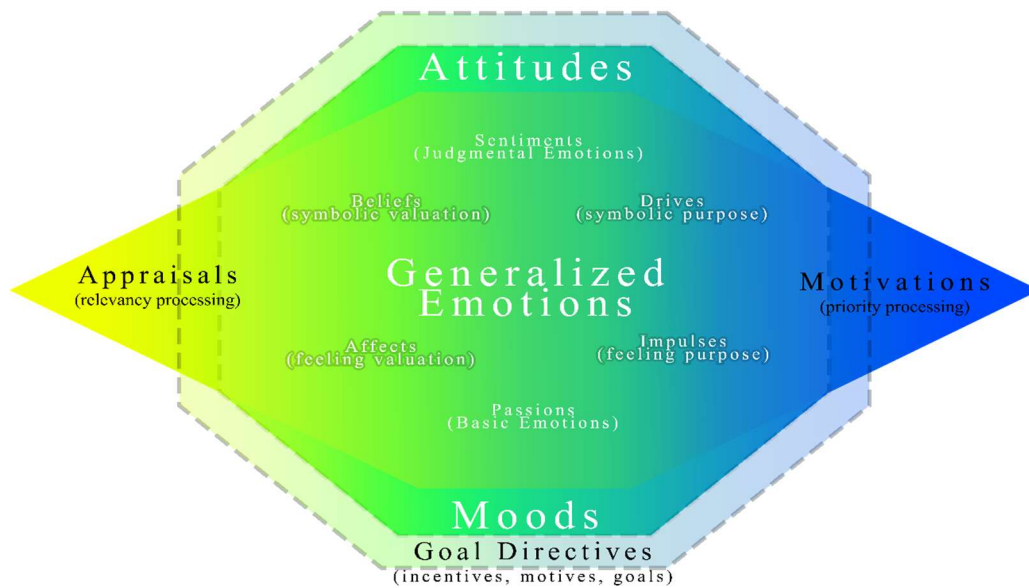 Attitudes
Sentiments
(Judgmental Emotions)
Beliefs
(symbolic valuation)
Drives
(symbolic purpose)
Appraisals
(relevancy processing)
Generalized
Emotions
Motivations
(priority processing)
Affects
(feeling valuation)
Impulses
(feeling purpose)
Passions
(Basic Emotions)
Moods
Goal Directives
(incentives, motives, goals)